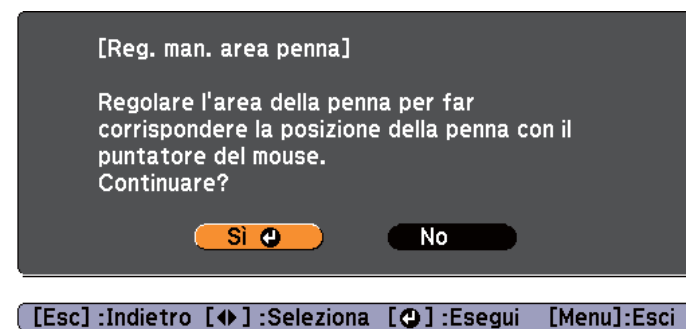 [Reg. man. area penna]
Regolare l'area della penna per far
corrispondere la posizione della penna con il
puntatore del mouse.
Continuare?
Sì No
[Esc] :Indietro [◆] :Seleziona [↵] :Esegui [Menu]:Esci